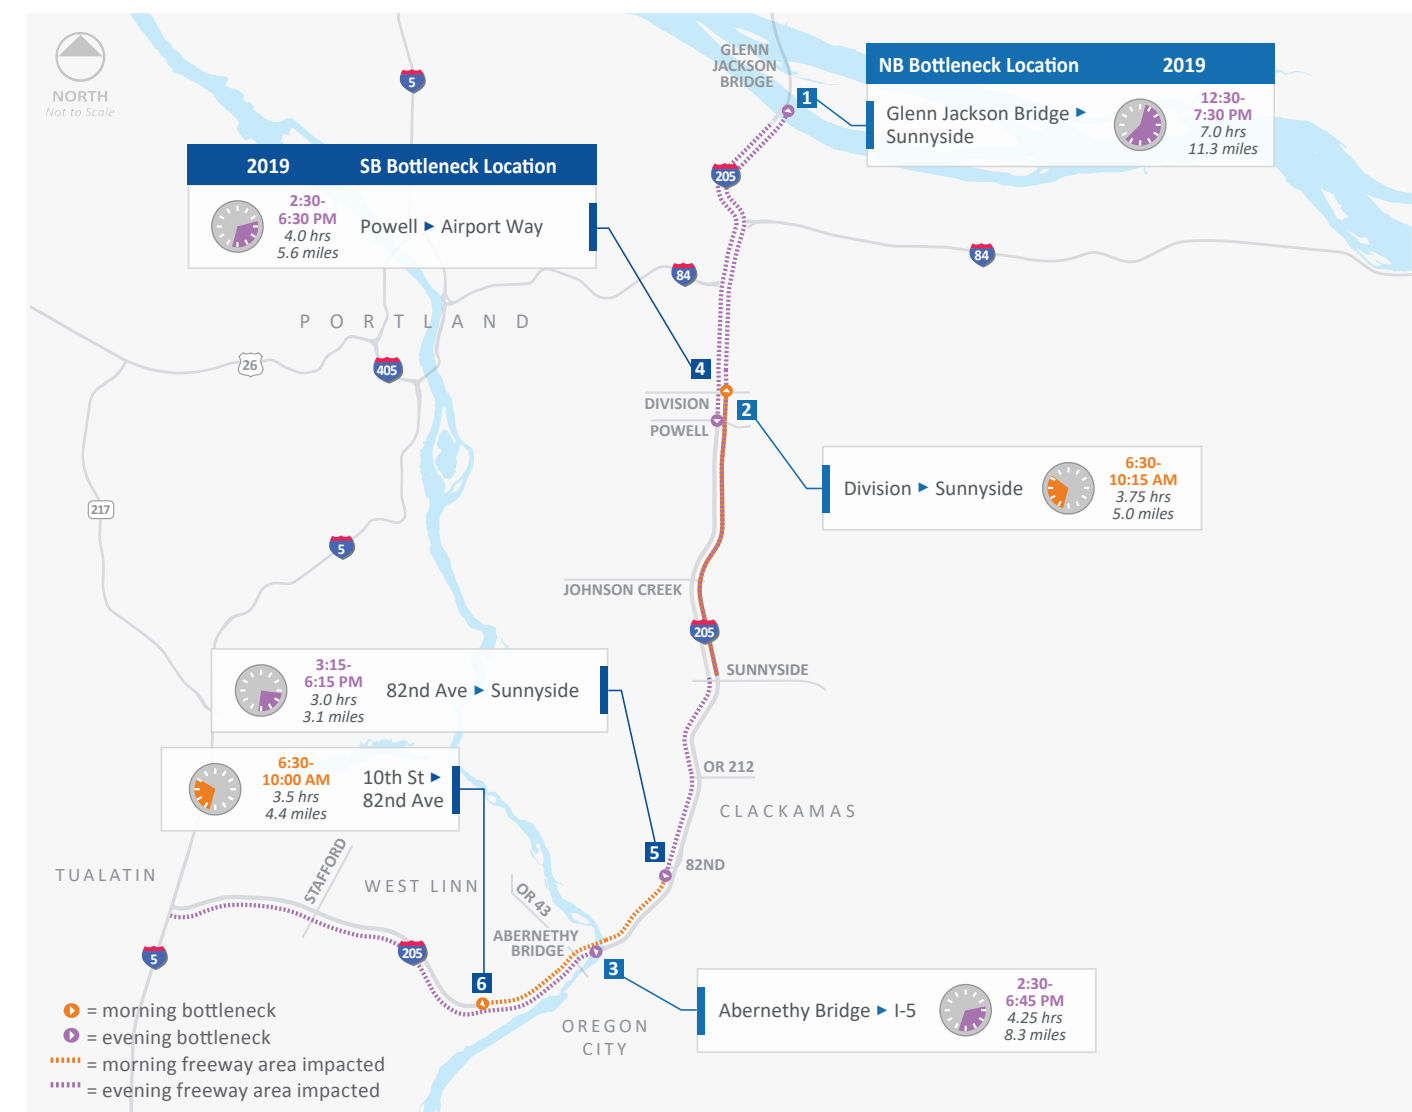 NORTH
Not to Scale
5
GLENN
JACKSON
BRIDGE
1
NB Bottleneck Location 2019
Glenn Jackson Bridge ►
Sunnyside
12:30-
7:30 PM
7.0 hrs
11.3 miles
2019 SB Bottleneck Location
2:30-
6:30 PM
4.0 hrs
5.6 miles
Powell ► Airport Way
205
84
84
PORTLAND
26
405
4
DIVISION
2
POWELL
Division ► Sunnyside
6:30-
10:15 AM
3.75 hrs
5.0 miles
217
5
JOHNSON CREEK
205
SUNNYSIDE
3:15-
6:15 PM
3.0 hrs
3.1 miles
82nd Ave ► Sunnyside
6:30-
10:00 AM
3.5 hrs
4.4 miles
10th St ►
82nd Ave
OR 212
CLACKAMAS
5
82ND
TUALATIN
STAFFORD
WEST LINN
OR 43
ABERNETHY
BRIDGE
205
5
6
3
Abernethy Bridge ► I-5
2:30-
6:45 PM
4.25 hrs
8.3 miles
OREGON
CITY
= morning bottleneck
= evening bottleneck
= morning freeway area impacted
= evening freeway area impacted